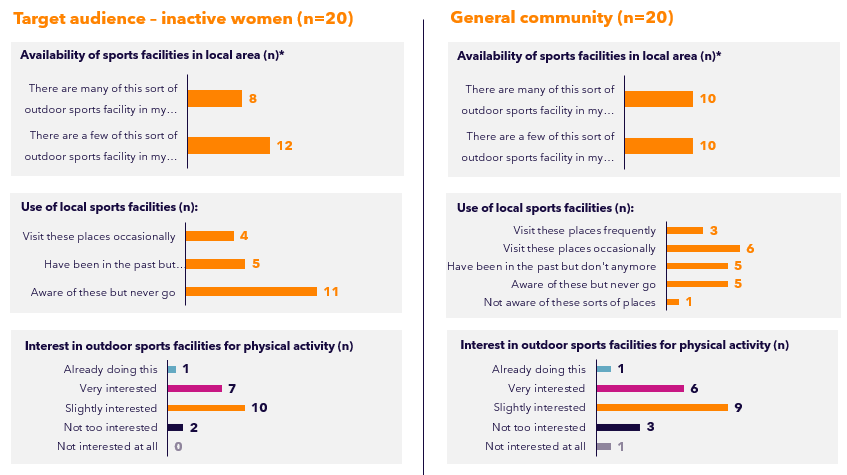 Target audience – inactive women (n=20)
Availability of sports facilities in local area (n)*
There are many of this sort of
outdoor sports facility in my…
8
There are a few of this sort of
outdoor sports facility in my…
12
Use of local sports facilities (n):
Visit these places occasionally 4
Have been in the past but… 5
Aware of these but never go 11
Interest in outdoor sports facilities for physical activity (n)
Already doing this 1
Very interested 7
Slightly interested 10
Not too interested 2
Not interested at all 0
General community (n=20)
Availability of sports facilities in local area (n)*
There are many of this sort of
outdoor sports facility in my…
10
There are a few of this sort of
outdoor sports facility in my…
10
Use of local sports facilities (n):
Visit these places frequently 3
Visit these places occasionally 6
Have been in the past but don't anymore 5
Aware of these but never go 5
Not aware of these sorts of places 1
Interest in outdoor sports facilities for physical activity (n)
Already doing this 1
Very interested 6
Slightly interested 9
Not too interested 3
Not interested at all 1